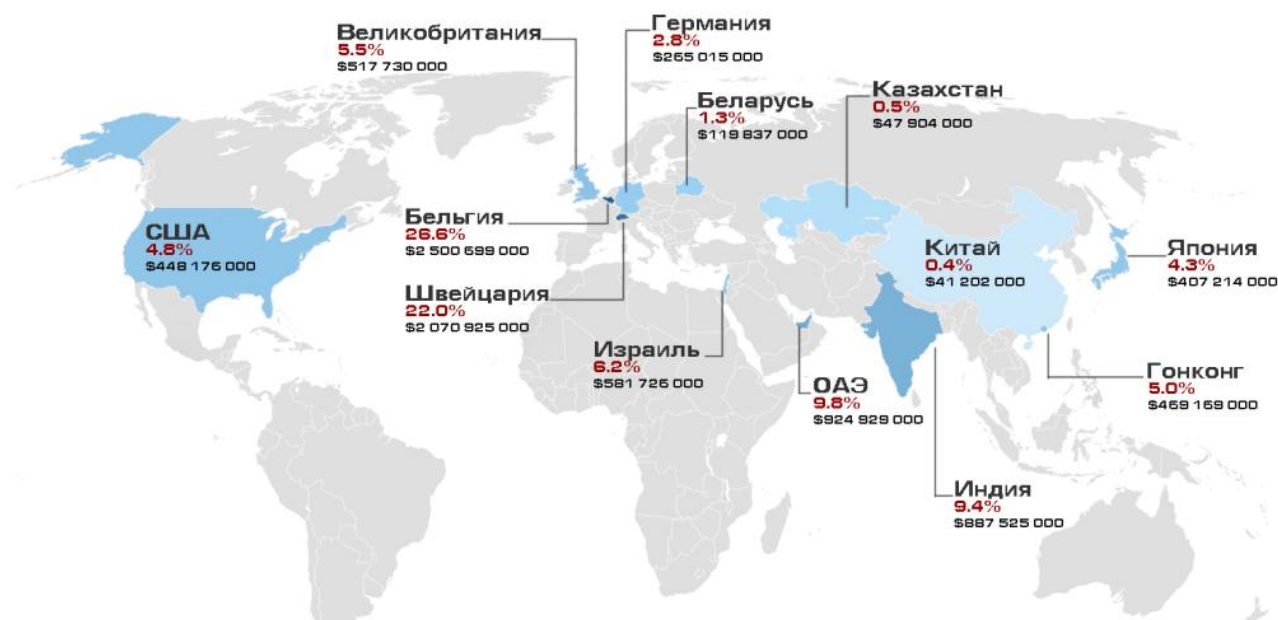 Великобритания
5.5%
$517 730 000
Германия
2.8%
$265 015 000
Беларусь
1.3%
$119 837 000
Казахстан
0.5%
$47 904 000
США
4.8%
$448 176 000
Бельгия
26.6%
$2 500 699 000
Швейцария
22.0%
$2 070 925 000
Израиль
6.2%
$581 726 000
ОАЭ
9.8%
$924 929 000
Китай
0.4%
$41 202 000
Япония
4.3%
$407 214 000
Гонконг
5.0%
$469 169 000
Индия
9.4%
$887 525 000